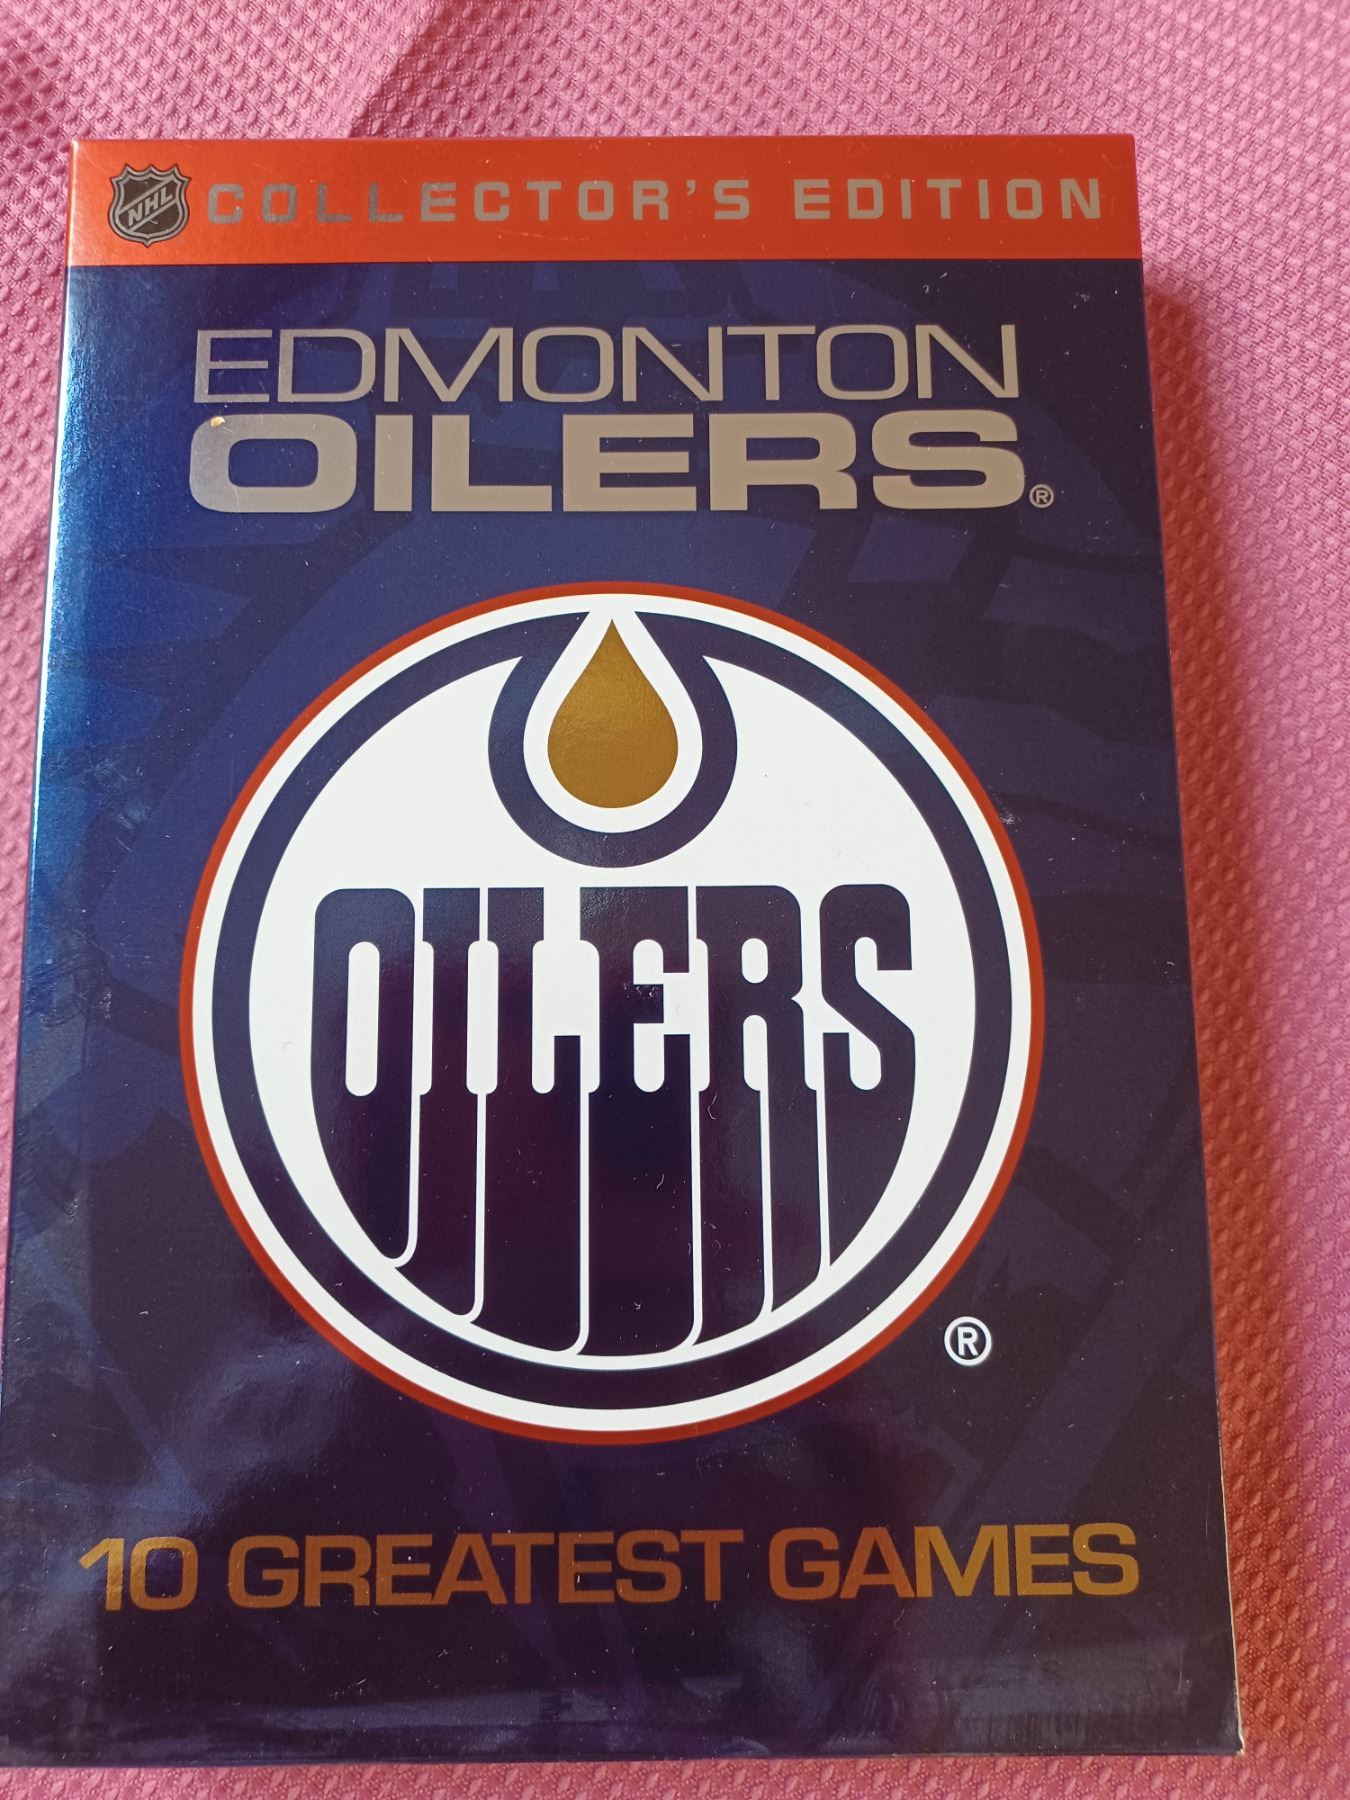 NHL COLLECTOR'S EDITION
EDMONTON
OILERS®
OILERS
®
10 GREATEST GAMES